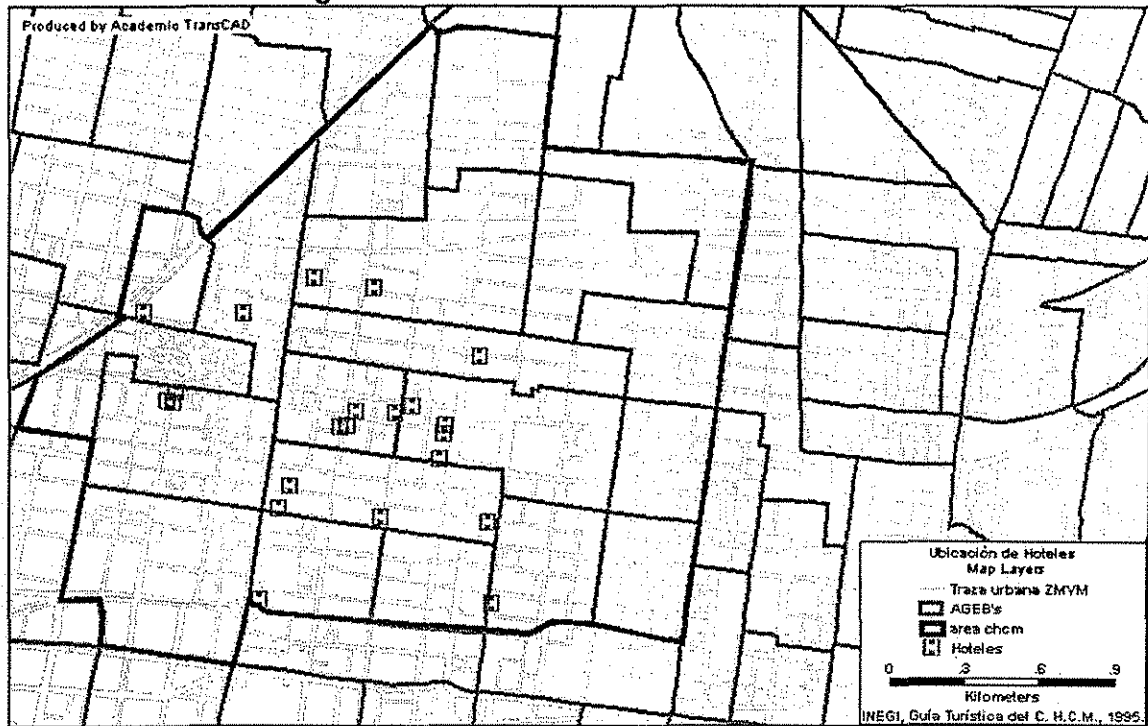 Produced by Academic TransCAD
Ubicación de Hoteles
Map Layers
Traza urbana ZMVM
AGEB's
area chcm
Hoteles
0 .3 .6 .9
Kilometers
INEGI, Guía Turística del C. H.C.M., 1996